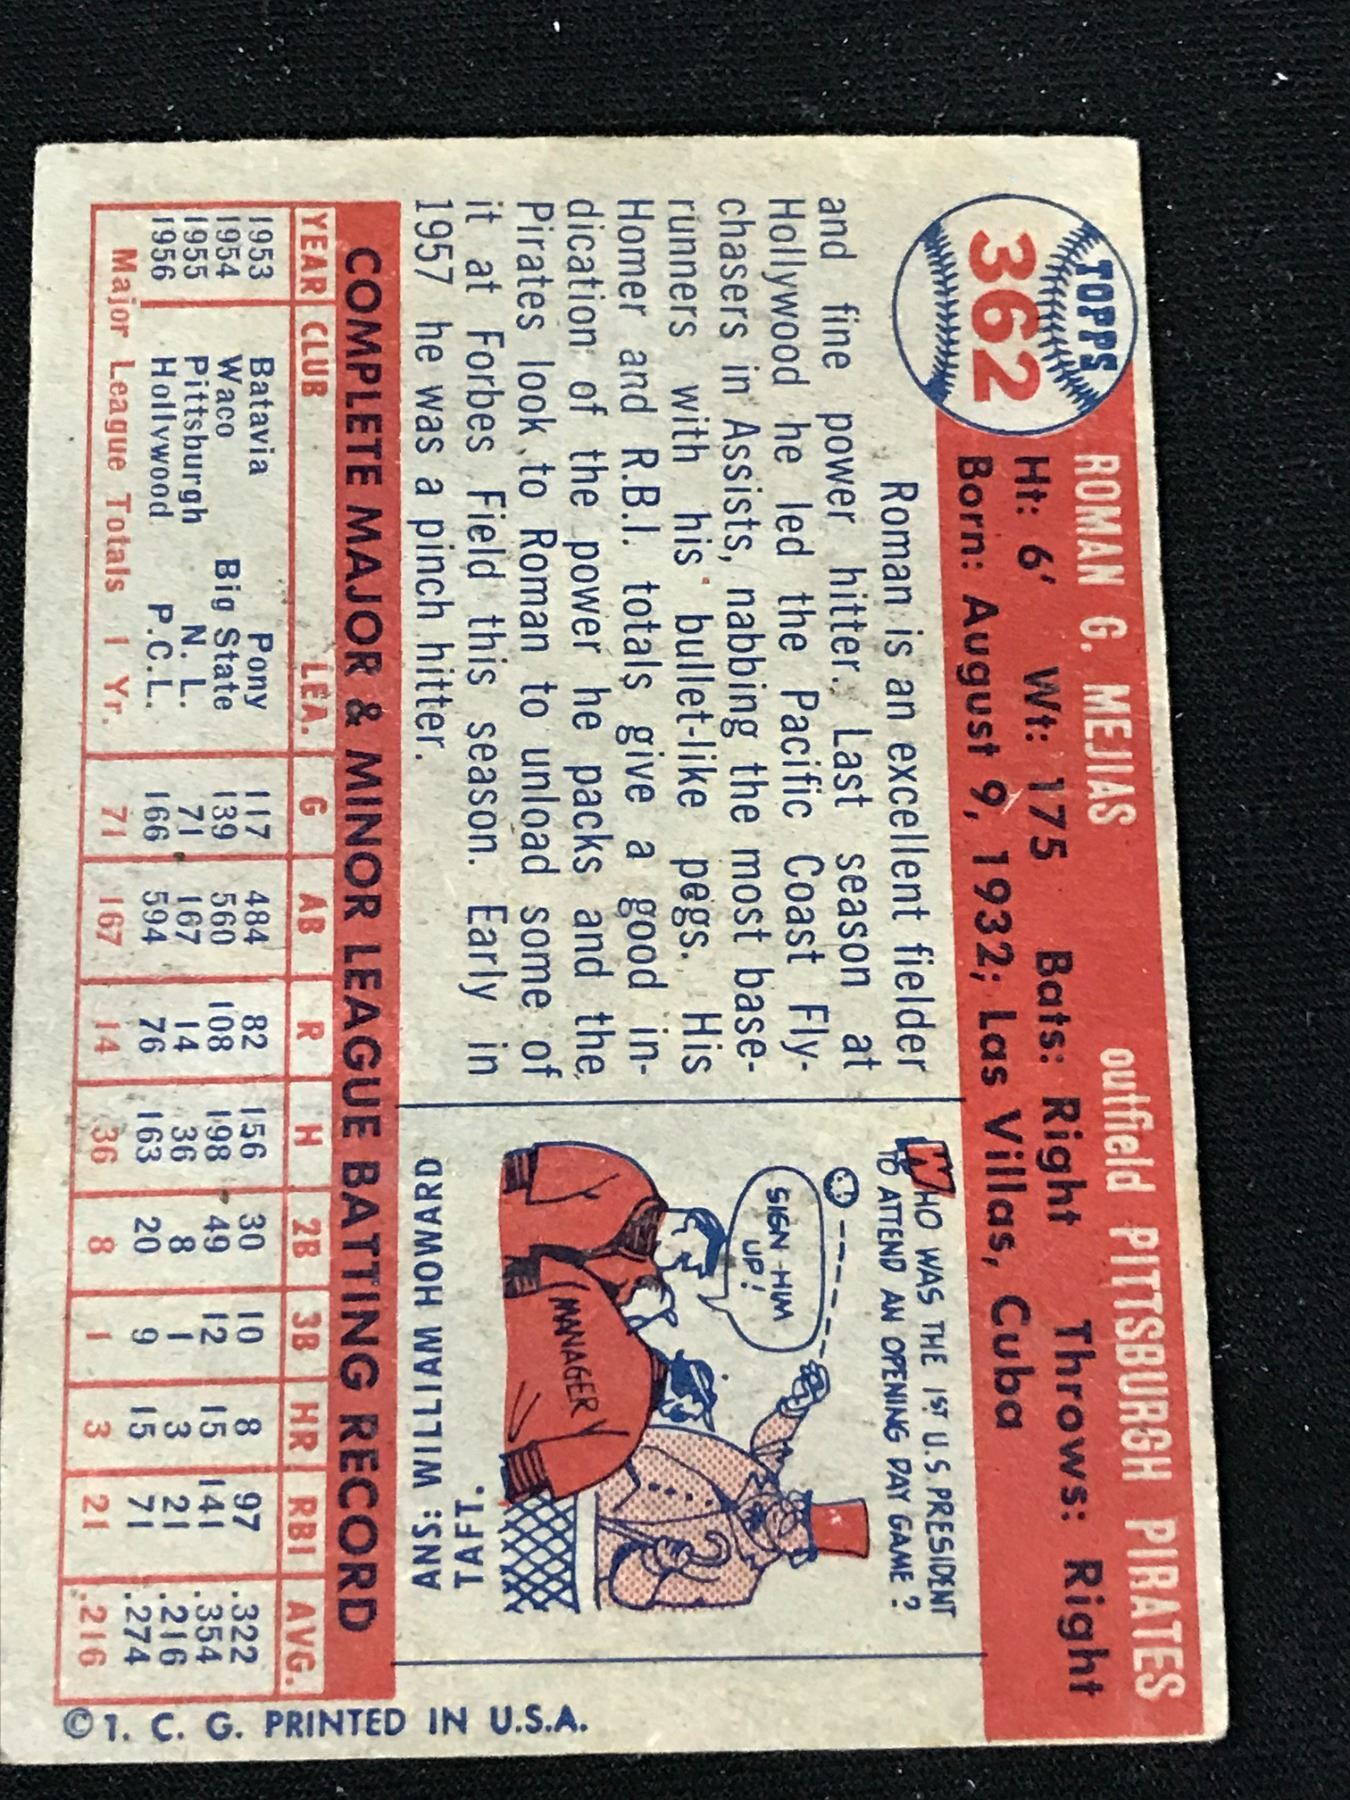 TOPPS
362
ROMAN G. MEJIAS outfield PITTSBURGH PIRATES
Ht: 6' Wt: 175 Bats: Right Throws: Right
Born: August 9, 1932; Las Villas, Cuba
Roman is an excellent fielder
and fine power hitter. Last season at
Hollywood he led the Pacific Coast Fly-
chasers in Assists, nabbing the most base-
runners with his bullet-like pegs. His
Homer and R.B.I. totals give a good in-
dication of the power he packs and the
Pirates look to Roman to unload some of
it at Forbes Field this season. Early in
1957 he was a pinch hitter.
WHO WAS THE 1ST U.S. PRESIDENT
TO ATTEND AN OPENING DAY GAME?
SIGN HIM
UP!
MANAGER
ANS: WILLIAM HOWARD
TAFT.
COMPLETE MAJOR & MINOR LEAGUE BATTING RECORD
YEAR CLUB LEA. G AB R H 2B 3B HR RBI AVG.
1953 Batavia Pony 117 484 82 156 30 10 8 97 .322
1954 Waco Big State 139 560 108 198 49 12 15 141 .354
1955 Pittsburgh N. L. 71 167 14 36 8 1 3 21 .216
1956 Hollywood P.C.L. 166 594 76 163 20 9 15 71 .274
Major League Totals 1 Yr. 71 167 14 36 8 1 3 21 .216
© T. C. G. PRINTED IN U.S.A.